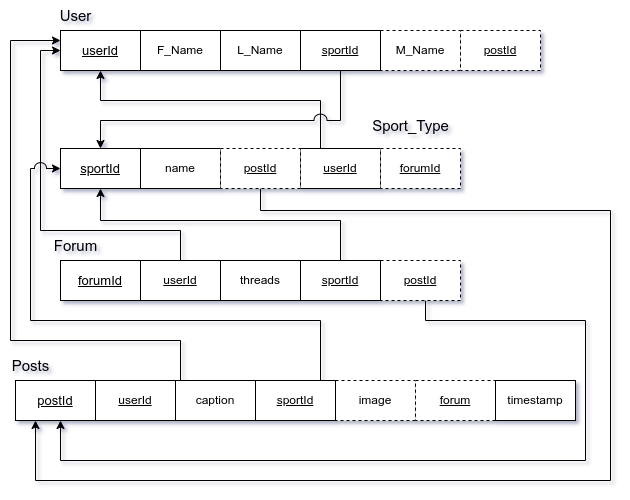 User
userId F_Name L_Name sportId M_Name postId
Sport_Type
sportId name postId userId forumId
Forum
forumId userId threads sportId postId
Posts
postId userId caption sportId image forum timestamp